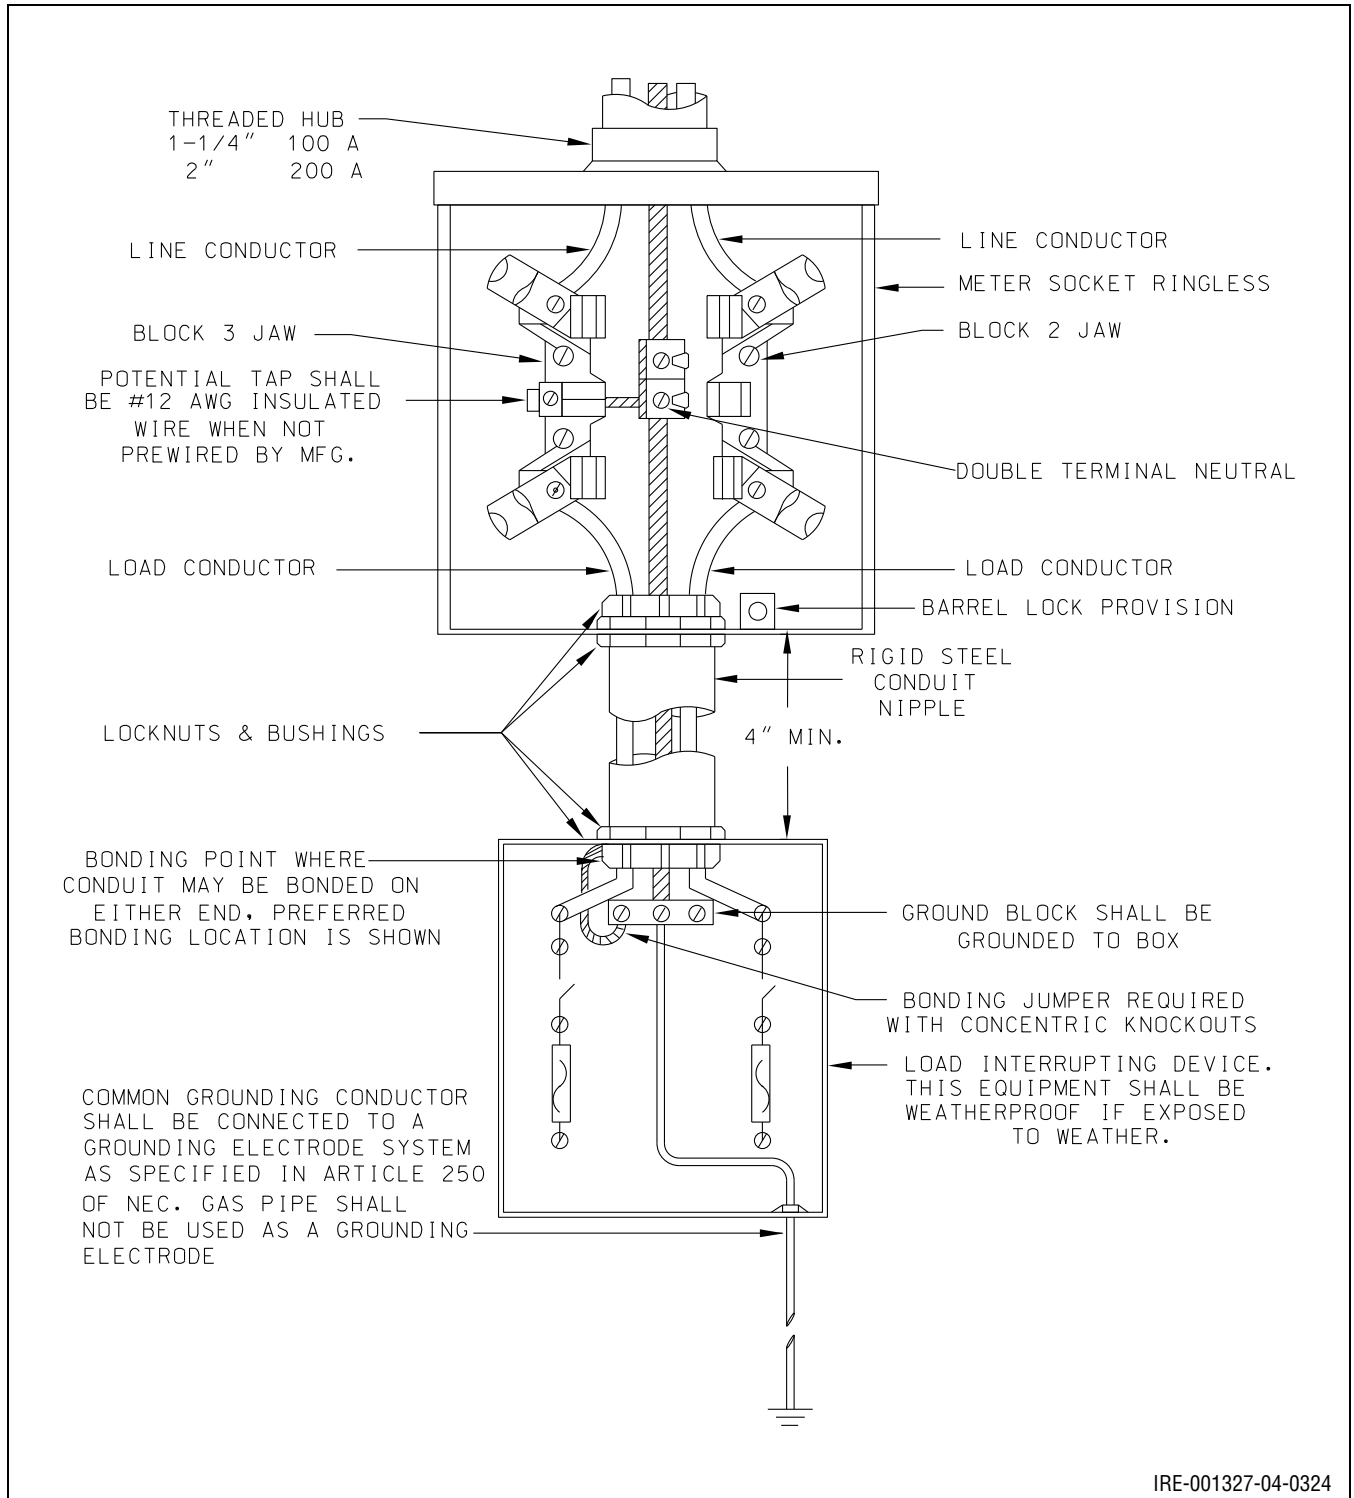 THREADED HUB
1-1/4" 100 A
2" 200 A
LINE CONDUCTOR
LINE CONDUCTOR
METER SOCKET RINGLESS
BLOCK 3 JAW
BLOCK 2 JAW
POTENTIAL TAP SHALL
BE #12 AWG INSULATED
WIRE WHEN NOT
PREWIRED BY MFG.
DOUBLE TERMINAL NEUTRAL
LOAD CONDUCTOR
LOAD CONDUCTOR
BARREL LOCK PROVISION
RIGID STEEL
CONDUIT
NIPPLE
LOCKNUTS & BUSHINGS
4" MIN.
BONDING POINT WHERE
CONDUIT MAY BE BONDED ON
EITHER END, PREFERRED
BONDING LOCATION IS SHOWN
GROUND BLOCK SHALL BE
GROUNDED TO BOX
BONDING JUMPER REQUIRED
WITH CONCENTRIC KNOCKOUTS
LOAD INTERRUPTING DEVICE.
THIS EQUIPMENT SHALL BE
WEATHERPROOF IF EXPOSED
TO WEATHER.
COMMON GROUNDING CONDUCTOR
SHALL BE CONNECTED TO A
GROUNDING ELECTRODE SYSTEM
AS SPECIFIED IN ARTICLE 250
OF NEC. GAS PIPE SHALL
NOT BE USED AS A GROUNDING
ELECTRODE
IRE-001327-04-0324